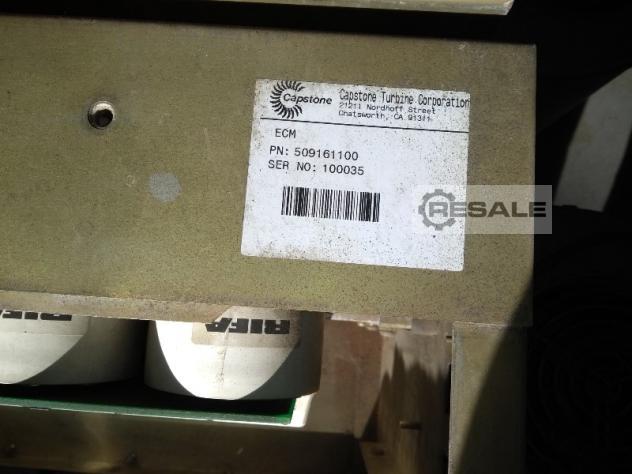 Capstone
Capstone Turbine Corporation
21211 Nordhoff Street
Chatsworth, CA 91311
ECM
PN: 509161100
SER NO: 100035
RESALE
RIFA
RIFA